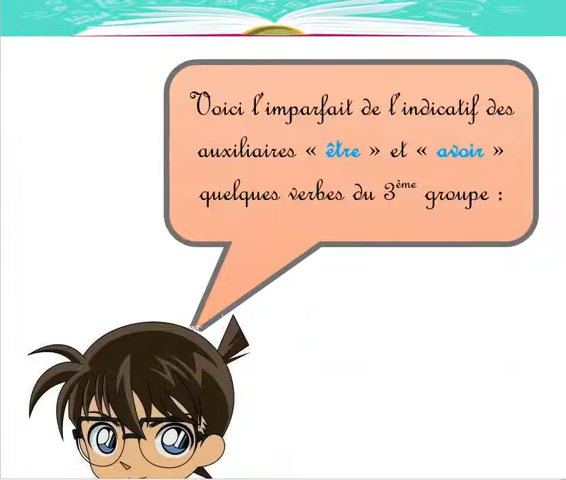 Voici l'imparfait de l'indicatif des
auxiliaires « être » et « avoir »
quelques verbes du 3ème groupe :